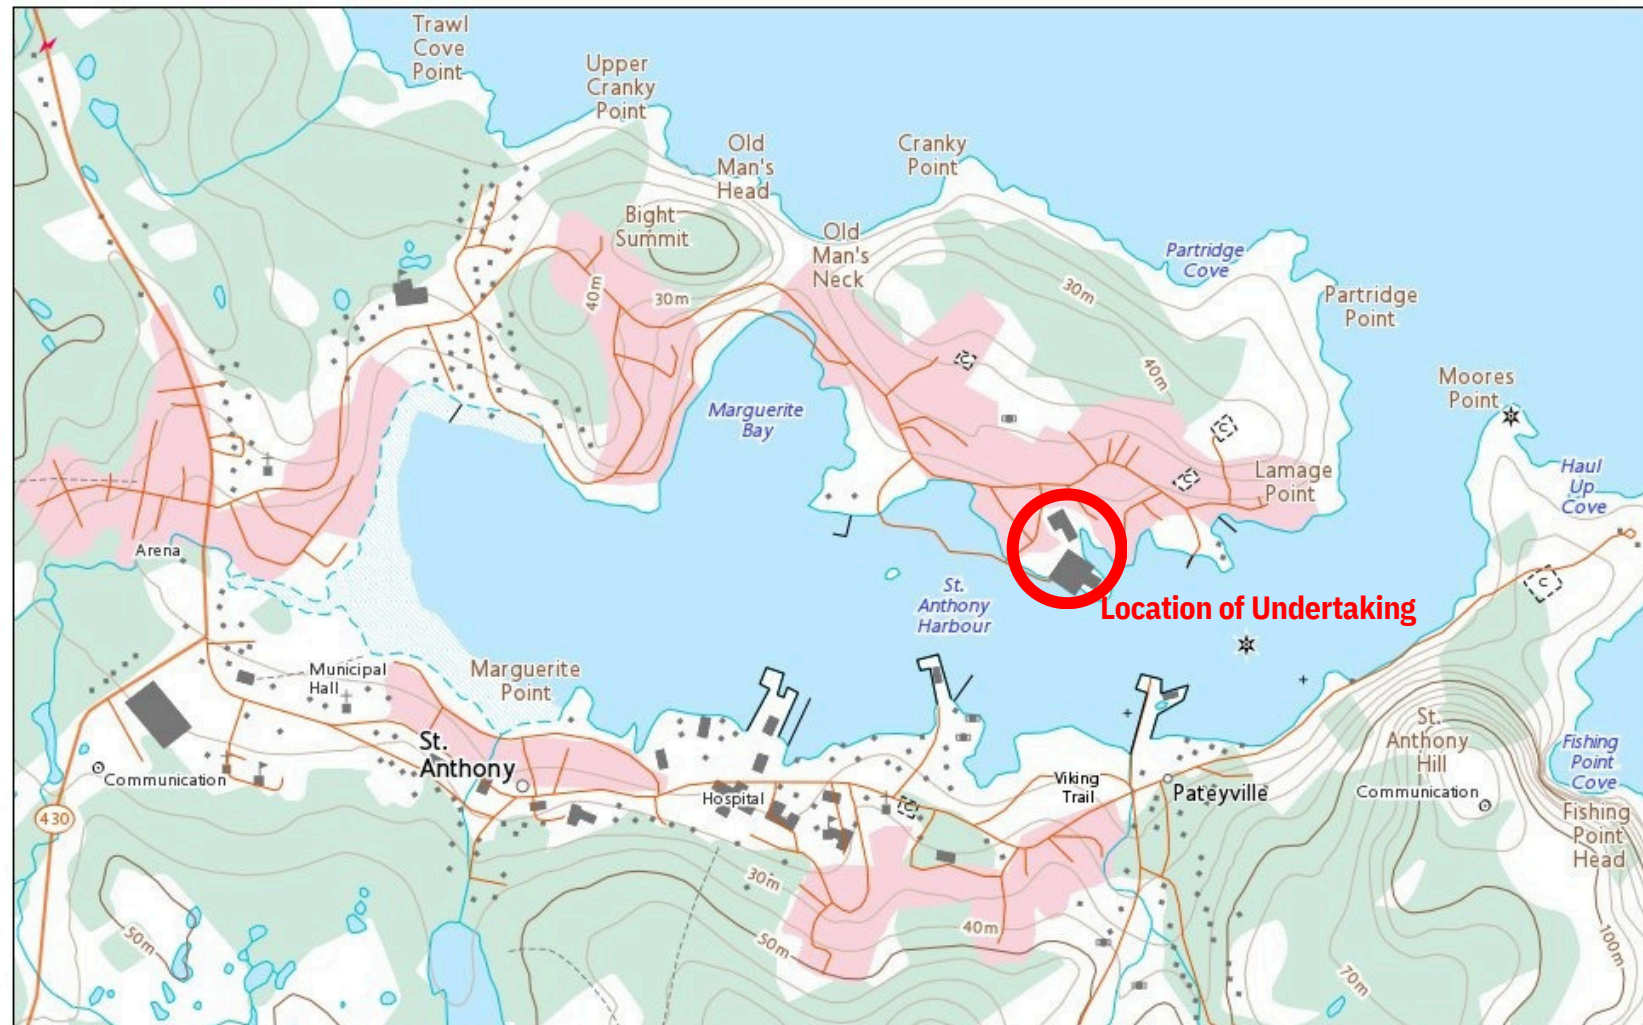 Trawl
Cove
Point
Upper
Cranky
Point
Old
Man's
Head
Cranky
Point
Bight
Summit
Old
Man's
Neck
Partridge
Cove
Partridge
Point
40m
30m
30m
40m
Moores
Point
Marguerite
Bay
Lamage
Point
Haul
Up
Cove
C
C
C
C
Arena
St.
Anthony
Harbour
Location of Undertaking
Municipal
Hall
Marguerite
Point
St.
Anthony
Hill
Fishing
Point
Cove
St.
Anthony
Communication
Hospital
Viking
Trail
Pateyville
Communication
C
430
Fishing
Point
Head
30m
40m
50m
50m
70m
100m